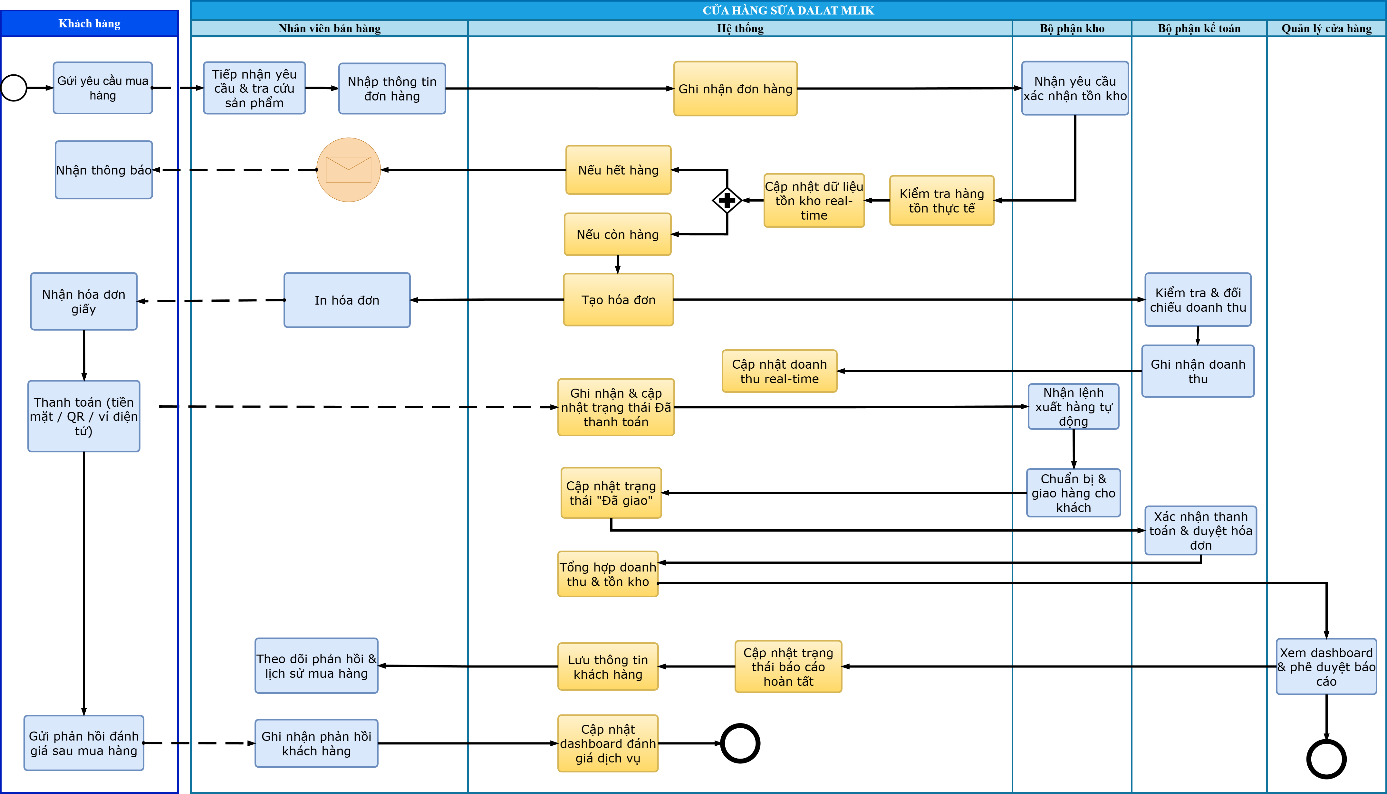 CỬA HÀNG SỮA DALAT MLIK
Khách hàng
Nhân viên bán hàng
Hệ thống
Bộ phận kho
Bộ phận kế toán
Quản lý cửa hàng
Gửi yêu cầu mua
hàng
Tiếp nhận yêu
cầu & tra cứu
sản phẩm
Nhập thông tin
đơn hàng
Ghi nhận đơn hàng
Nhận yêu cầu
xác nhận tồn kho
Nhận thông báo
Nếu hết hàng
Cập nhật dữ liệu
tồn kho real-
time
Kiểm tra hàng
tồn thực tế
Nếu còn hàng
Nhận hóa đơn
giấy
In hóa đơn
Tạo hóa đơn
Kiểm tra & đối
chiếu doanh thu
Cập nhật doanh
thu real-time
Ghi nhận doanh
thu
Thanh toán (tiền
mặt / QR / ví điện
tử)
Ghi nhận & cập
nhật trạng thái Đã
thanh toán
Nhận lệnh
xuất hàng tự
động
Cập nhật trạng
thái "Đã giao"
Chuẩn bị &
giao hàng cho
khách
Xác nhận thanh
toán & duyệt hóa
đơn
Tổng hợp doanh
thu & tồn kho
Theo dõi phản hồi &
lịch sử mua hàng
Lưu thông tin
khách hàng
Cập nhật trạng
thái báo cáo
hoàn tất
Xem dashboard
& phê duyệt báo
cáo
Gửi phản hồi đánh
giá sau mua hàng
Ghi nhận phản hồi
khách hàng
Cập nhật
dashboard đánh
giá dịch vụ